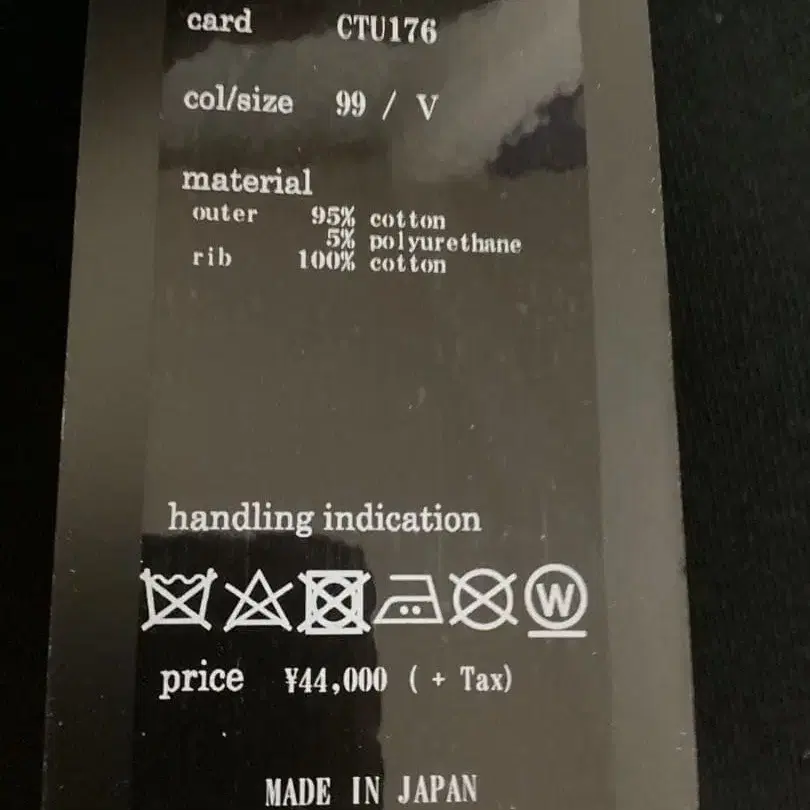 card CTU176
col/size 99 / V
material
outer 95% cotton
5% polyurethane
rib 100% cotton
handling indication
W
price ¥44,000 ( + Tax)
MADE IN JAPAN